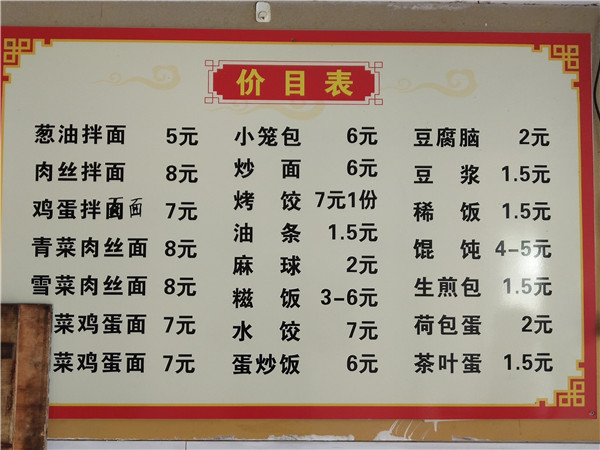 价目表
葱油拌面 5元
肉丝拌面 8元
鸡蛋拌面 7元
青菜肉丝面 8元
雪菜肉丝面 8元
菜鸡蛋面 7元
菜鸡蛋面 7元
小笼包 6元
炒面 6元
烤饺 7元1份
油条 1.5元
麻球 2元
糍饭 3-6元
水饺 7元
蛋炒饭 6元
豆腐脑 2元
豆浆 1.5元
稀饭 1.5元
馄饨 4-5元
生煎包 1.5元
荷包蛋 2元
茶叶蛋 1.5元